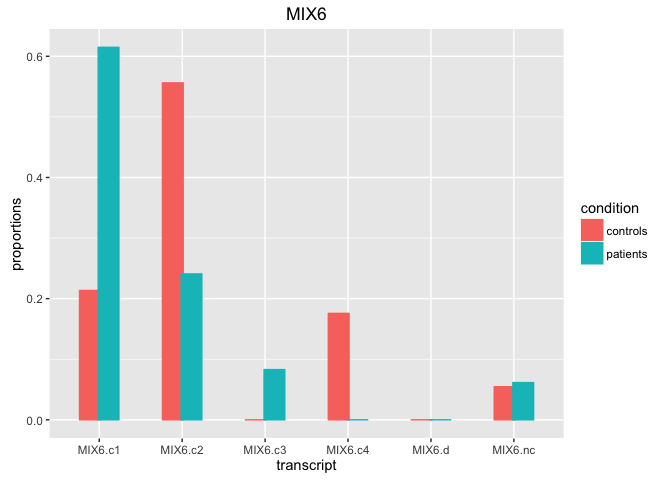 MIX6
proportions
0.6
0.4
0.2
0.0
MIX6.c1 MIX6.c2 MIX6.c3 MIX6.c4 MIX6.d MIX6.nc
transcript
condition
controls
patients